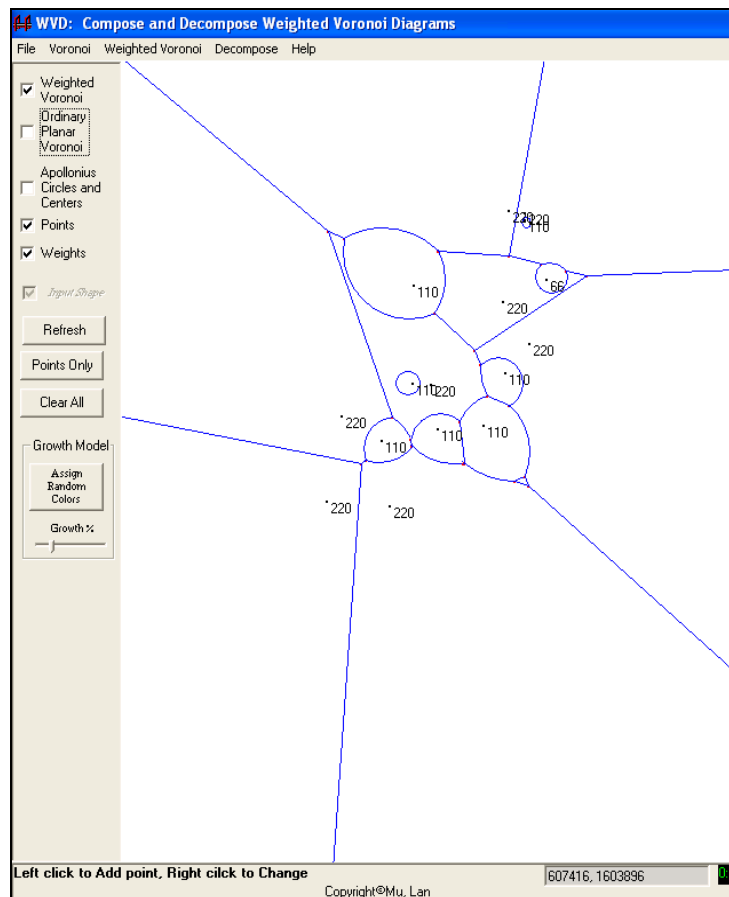 WVD: Compose and Decompose Weighted Voronoi Diagrams
File Voronoi Weighted Voronoi Decompose Help
Weighted
Voronoi
Ordinary
Planar
Voronoi
Apollonius
Circles and
Centers
Points
Weights
Input Shape
Refresh
Points Only
Clear All
Growth Model
Assign
Random
Colors
Growth %
220
110
110
66
220
220
110
110
220
220
110
110
110
220
220
Left click to Add point, Right cilck to Change
607416, 1603896
Copyright©Mu, Lan